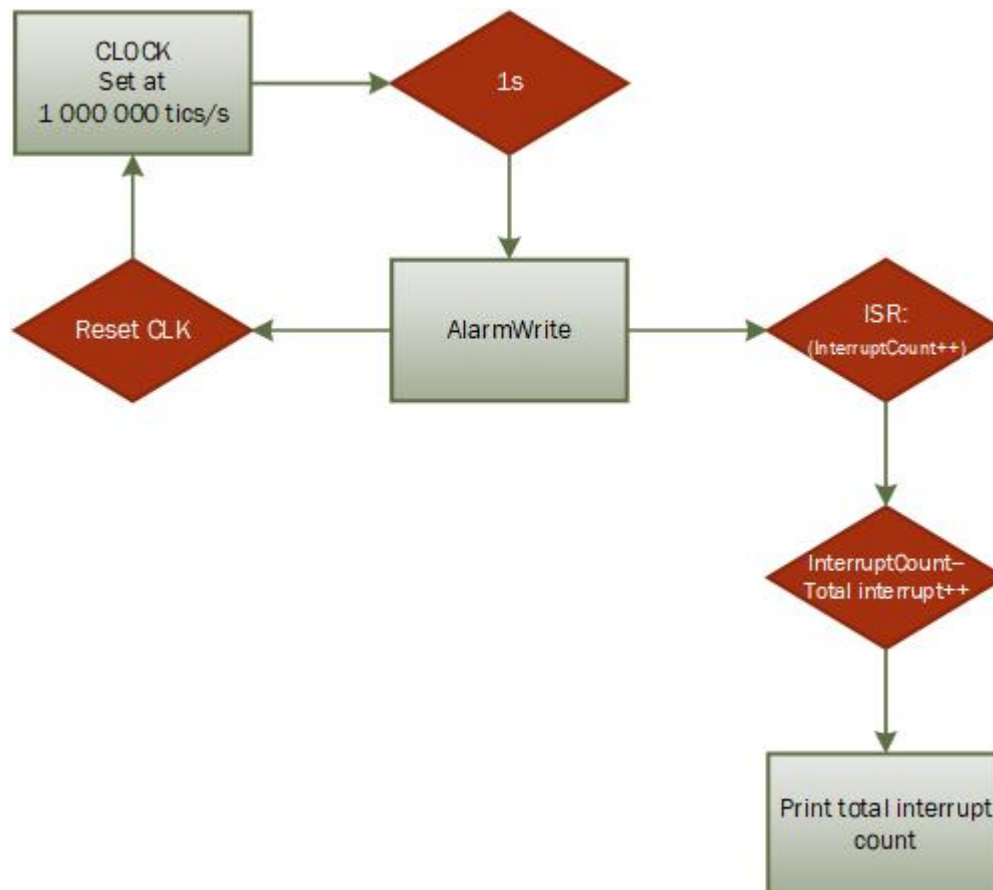 CLOCK
Set at
1 000 000 tics/s
1s
Reset CLK
AlarmWrite
ISR:
(InterruptCount++)
InterruptCount–
Total interrupt++
Print total interrupt
count